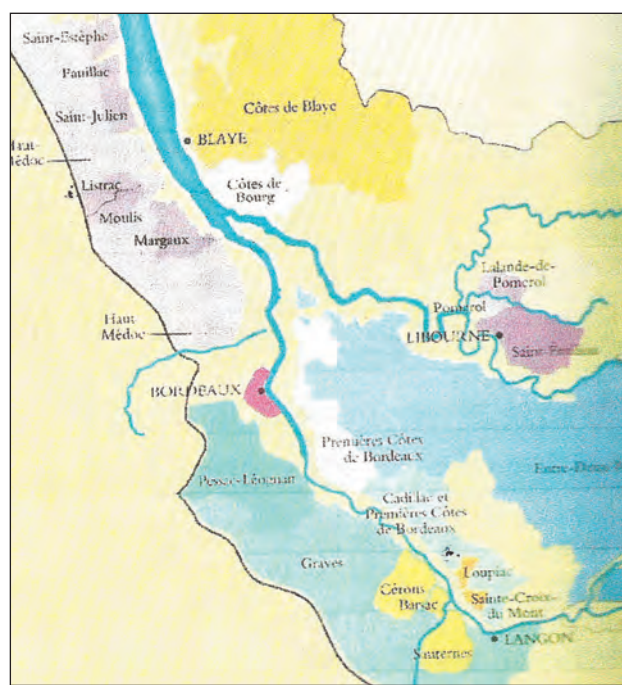 Saint-Estèphe
Pauillac
Saint-Julien
Côtes de Blaye
BLAYE
Haut-
Médoc
Côtes de
Bourg
Listrac
Moulis
Margaux
Lalande-de-
Pomerol
Pomerol
Haut
Médoc
LIBOURNE
BORDEAUX
Premières Côtes
de Bordeaux
Pessac-Léognan
Cadillac et
Premières Côtes
de Bordeaux
Graves
Loupiac
Cérons
Barsac
Sainte-Croix-
du Mont
LANGON
Sauternes